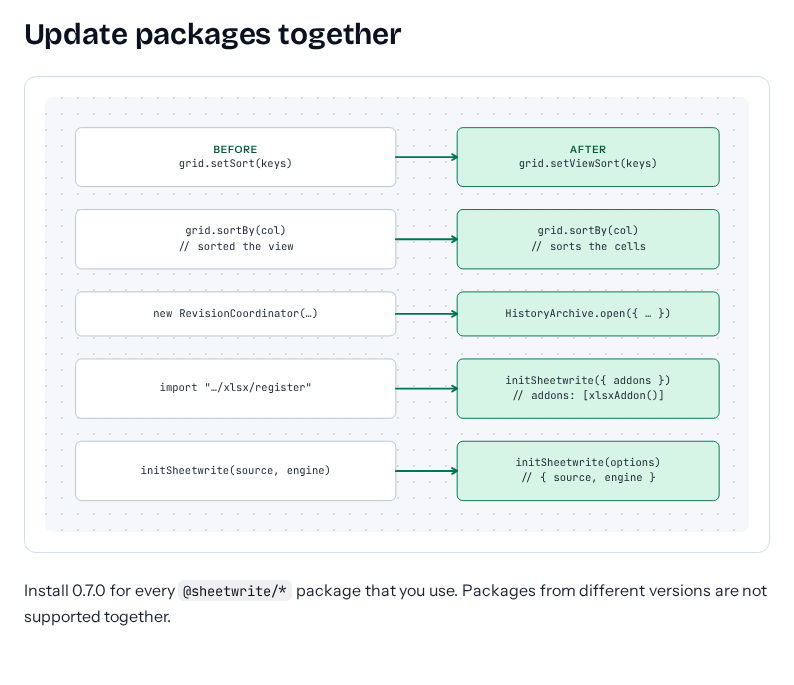 Update packages together
BEFORE
grid.setSort(keys)
AFTER
grid.setViewSort(keys)
grid.sortBy(col)
// sorted the view
grid.sortBy(col)
// sorts the cells
new RevisionCoordinator(…)
HistoryArchive.open({ … })
import "…/xlsx/register"
initSheetwrite({ addons })
// addons: [xlsxAddon()]
initSheetwrite(source, engine)
initSheetwrite(options)
// { source, engine }
Install 0.7.0 for every @sheetwrite/* package that you use. Packages from different versions are not
supported together.